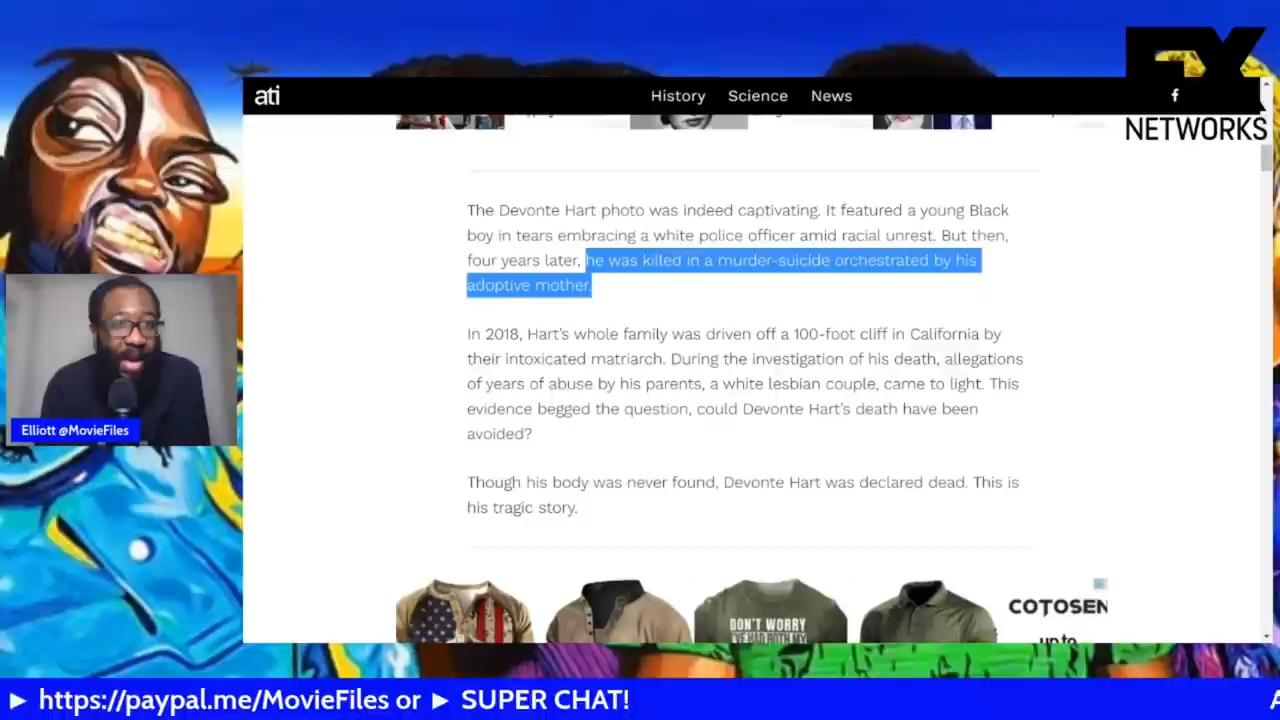 ati
History Science News
NETWORKS
The Devonte Hart photo was indeed captivating. It featured a young Black
boy in tears embracing a white police officer amid racial unrest. But then,
four years later, he was killed in a murder-suicide orchestrated by his
adoptive mother.
In 2018, Hart’s whole family was driven off a 100-foot cliff in California by
their intoxicated matriarch. During the investigation of his death, allegations
of years of abuse by his parents, a white lesbian couple, came to light. This
evidence begged the question, could Devonte Hart’s death have been
avoided?
Though his body was never found, Devonte Hart was declared dead. This is
his tragic story.
Elliott @MovieFiles
DON'T WORRY
I'VE HAD BOTH MY
COTOSEN
up to
► https://paypal.me/MovieFiles or ► SUPER CHAT!